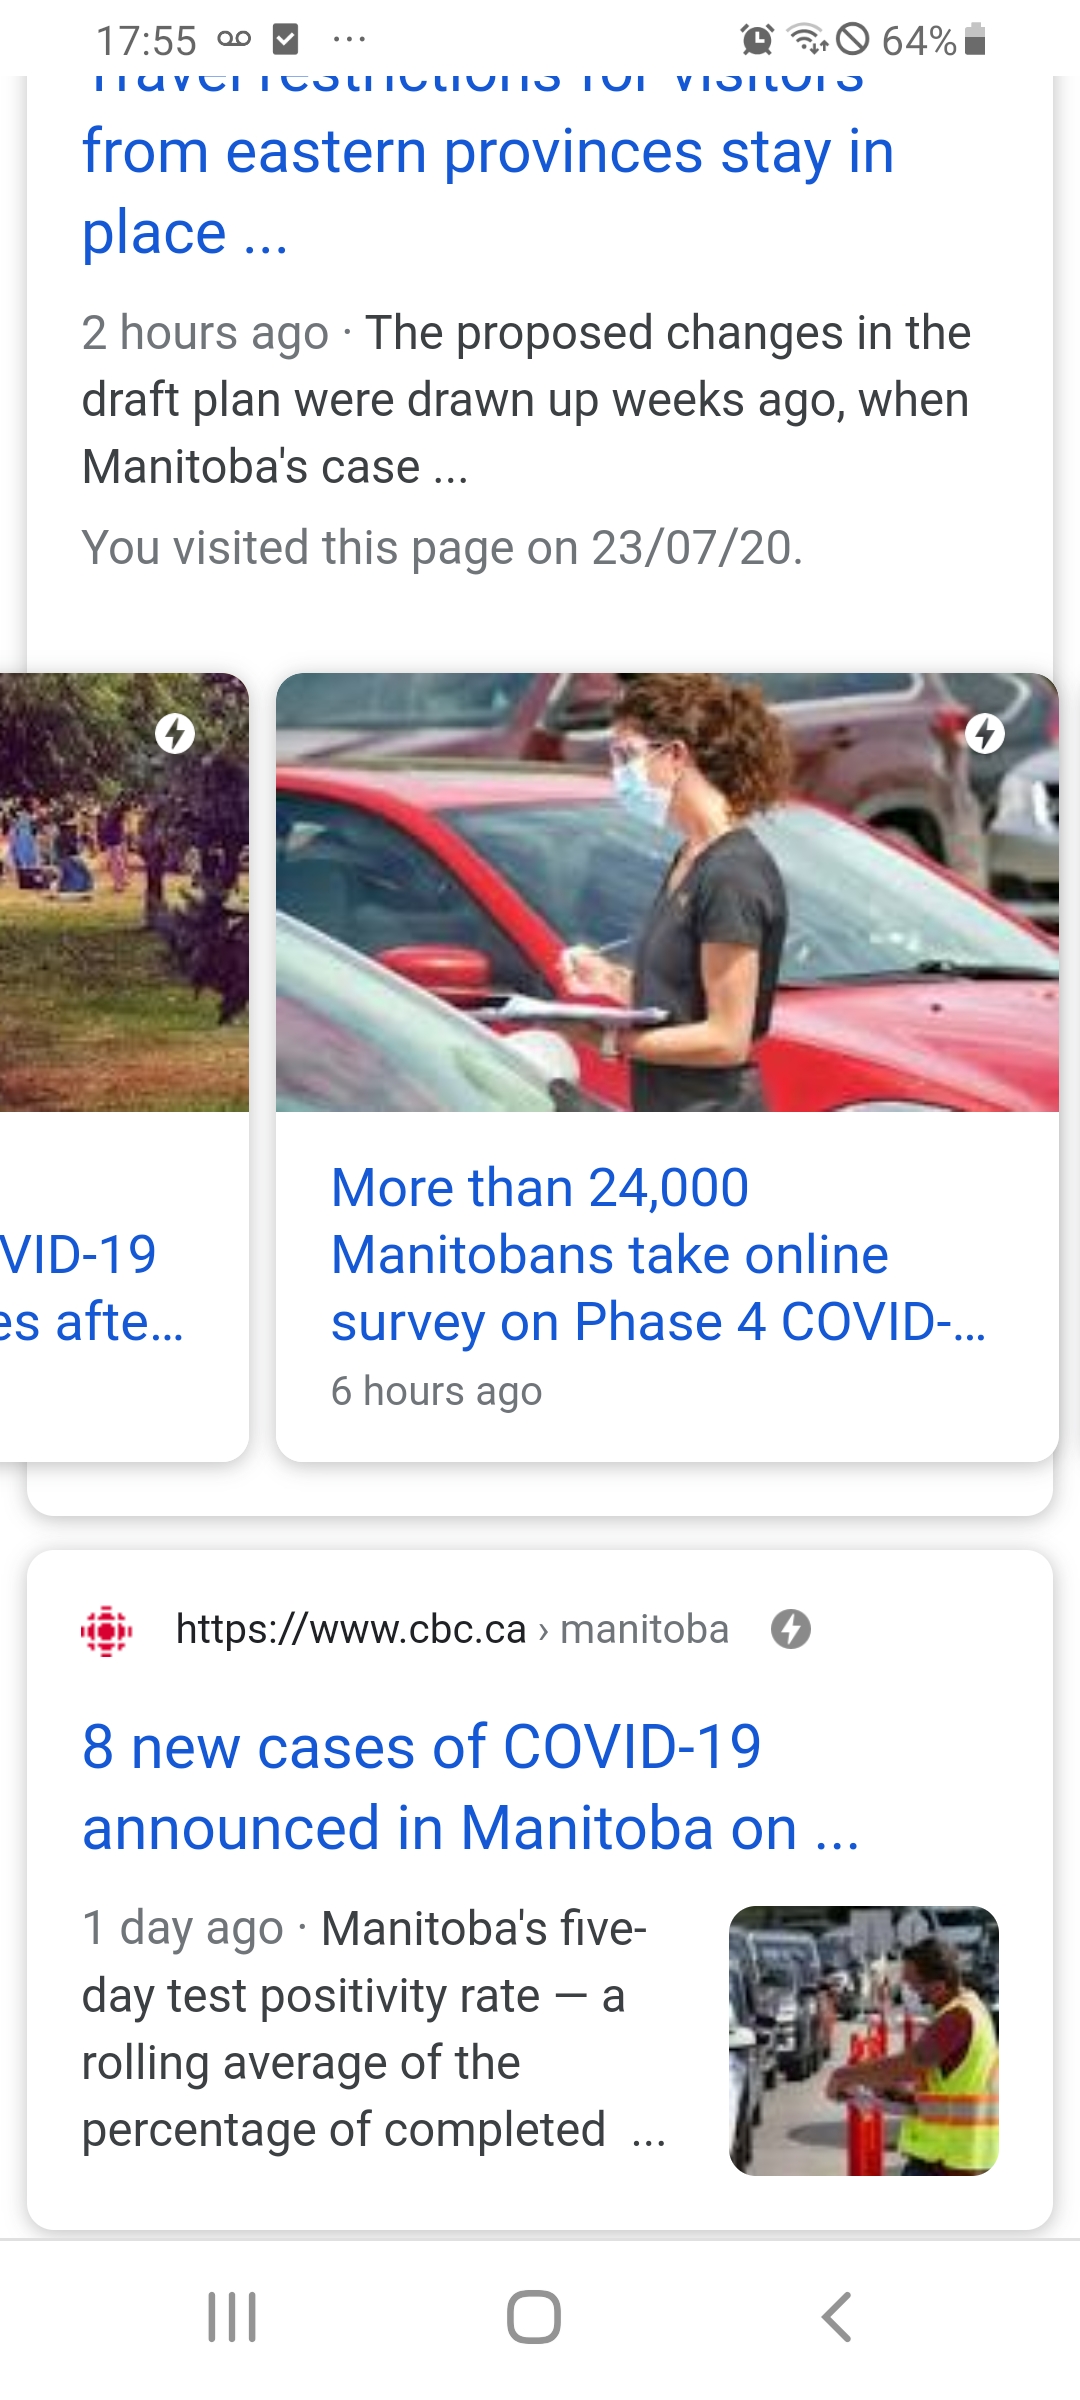 17:55 ... 64%
Travel restrictions for visitors
from eastern provinces stay in
place ...
2 hours ago · The proposed changes in the
draft plan were drawn up weeks ago, when
Manitoba's case ...
You visited this page on 23/07/20.
VID-19
es afte...
More than 24,000
Manitobans take online
survey on Phase 4 COVID-...
6 hours ago
https://www.cbc.ca › manitoba
8 new cases of COVID-19
announced in Manitoba on ...
1 day ago · Manitoba's five-
day test positivity rate — a
rolling average of the
percentage of completed ...